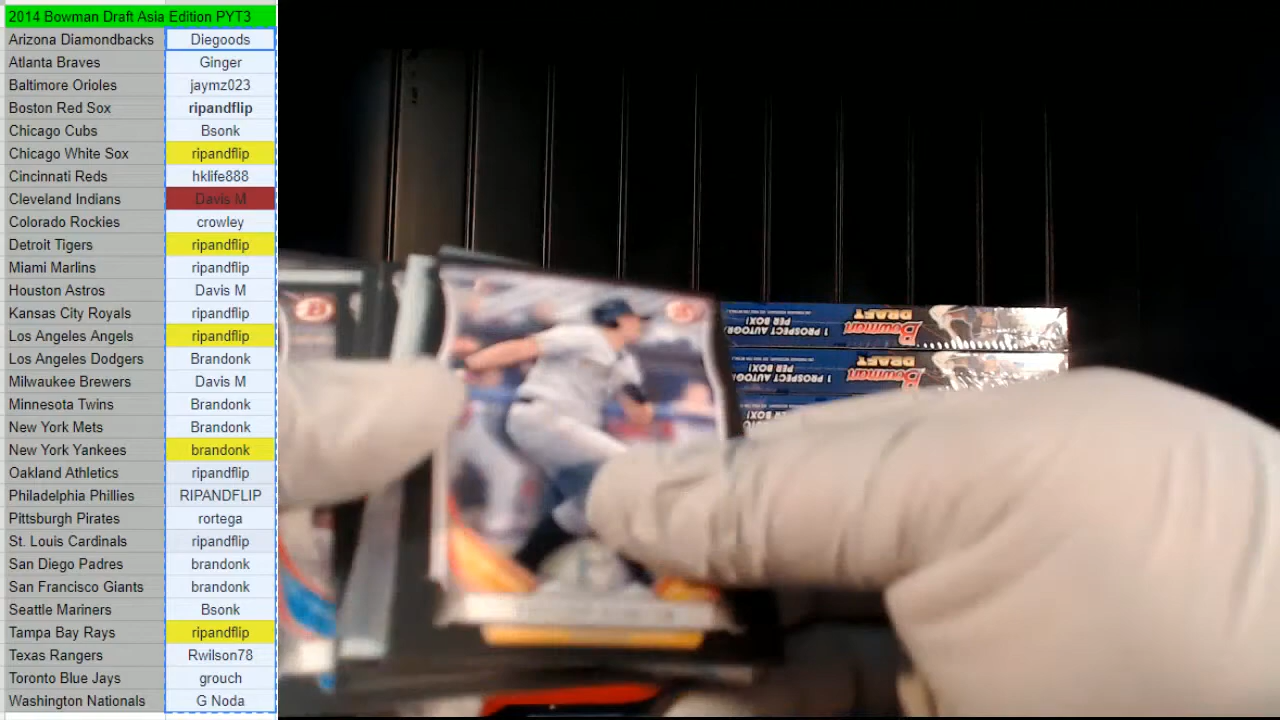 2014 Bowman Draft Asia Edition PYT3
Arizona Diamondbacks Diegoods
Atlanta Braves Ginger
Baltimore Orioles jaymz023
Boston Red Sox ripandflip
Chicago Cubs Bsonk
Chicago White Sox ripandflip
Cincinnati Reds hklife888
Cleveland Indians Davis M
Colorado Rockies crowley
Detroit Tigers ripandflip
Miami Marlins ripandflip
Houston Astros Davis M
Kansas City Royals ripandflip
Los Angeles Angels ripandflip
Los Angeles Dodgers Brandonk
Milwaukee Brewers Davis M
Minnesota Twins Brandonk
New York Mets Brandonk
New York Yankees brandonk
Oakland Athletics ripandflip
Philadelphia Phillies RIPANDFLIP
Pittsburgh Pirates rortega
St. Louis Cardinals ripandflip
San Diego Padres brandonk
San Francisco Giants brandonk
Seattle Mariners Bsonk
Tampa Bay Rays ripandflip
Texas Rangers Rwilson78
Toronto Blue Jays grouch
Washington Nationals G Noda
Bowman
DRAFT
1 PROSPECT AUTOGR
PER BOX!
Bowman
DRAFT
1 PROSPECT AUTOG
PER BOX!